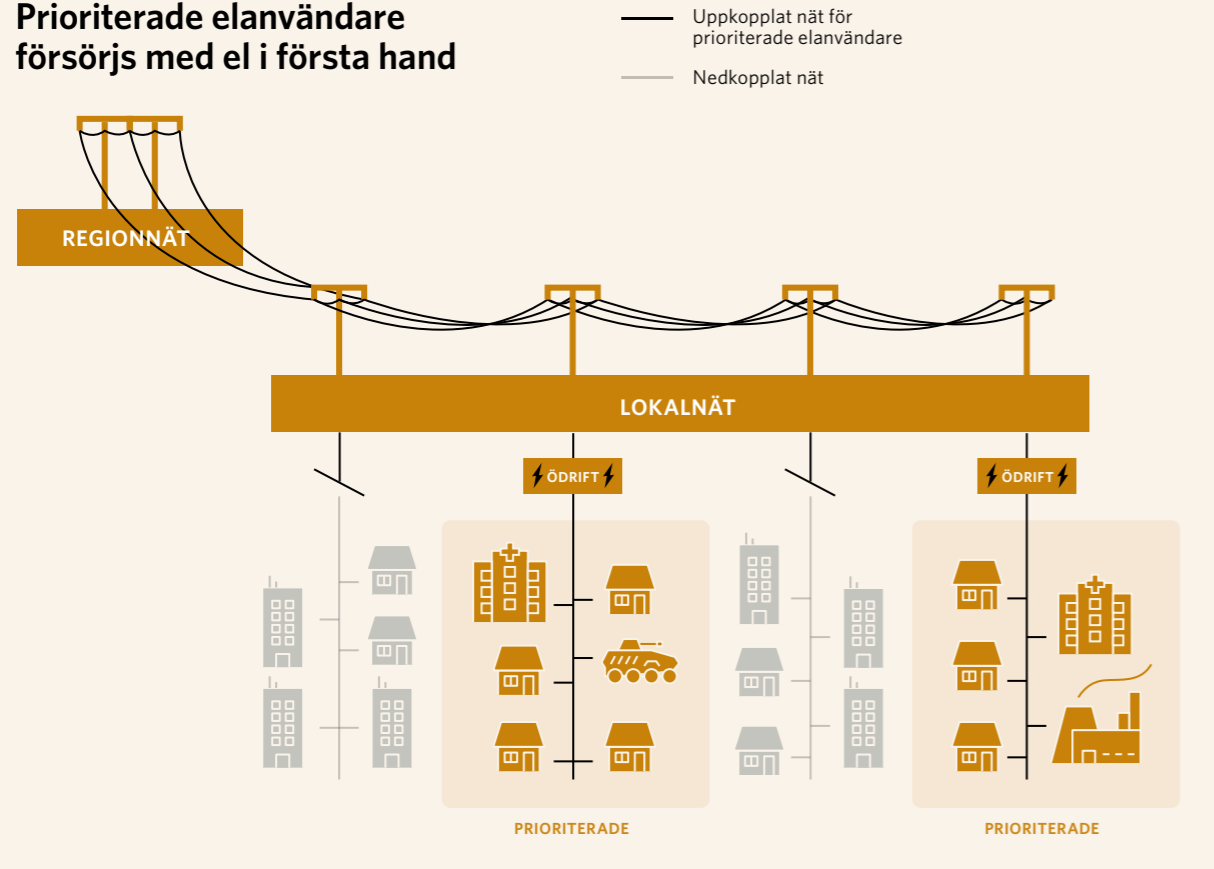 Prioriterade elanvändare
försörjs med el i första hand
Uppkopplat nät för
prioriterade elanvändare
Nedkopplat nät
REGIONNÄT
LOKALNÄT
ÖDRIFT
ÖDRIFT
PRIORITERADE
PRIORITERADE